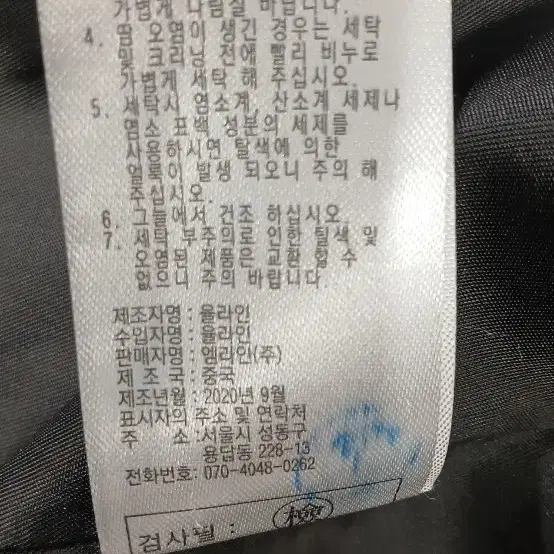 가볍게 다림질 바랍니다.
4. 땀 오염이 생긴 경우는 세탁
및 크리닝 전에 빨리 비누로
가볍게 세탁 해 주십시오.
5. 세탁시 염소계, 산소계 세제나
염소 표백 성분의 세제를
사용하시면 탈색에 의한
얼룩이 발생 되오니 주의 해
주십시오.
6. 그늘에서 건조 하십시오.
7. 세탁 부주의로 인한 탈색 및
오염된 제품은 교환 할 수
없으니 주의 바랍니다.
제조자명 : 율라인
수입자명 : 율라인
판매자명 : 엠라인(주)
제 조 국 : 중국
제조년월 : 2020년 9월
표시자의 주소 및 연락처
주 소 :서울시 성동구
용답동 228-13
전화번호: 070-4048-0262
검사필 : 檢